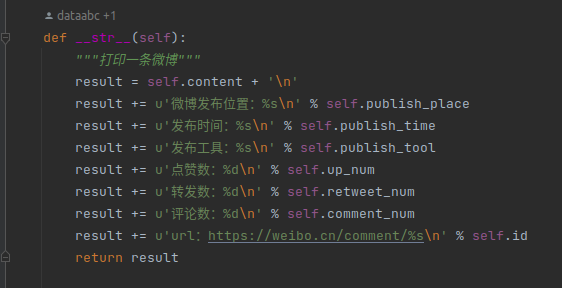 dataabc +1
def __str__(self):
"""打印一条微博"""
result = self.content + '\n'
result += u'微博发布位置：%s\n' % self.publish_place
result += u'发布时间：%s\n' % self.publish_time
result += u'发布工具：%s\n' % self.publish_tool
result += u'点赞数：%d\n' % self.up_num
result += u'转发数：%d\n' % self.retweet_num
result += u'评论数：%d\n' % self.comment_num
result += u'url：https://weibo.cn/comment/%s\n' % self.id
return result